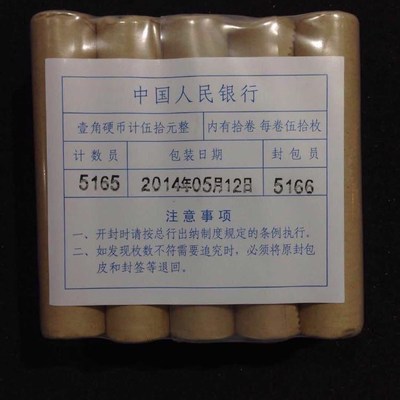 中国人民银行
壹角硬币计伍拾元整 内有拾卷 每卷伍拾枚
计数员 包装日期 封包员
5165 2014年05月12日 5166
注意事项
一、开封时请按总行出纳制度规定的条例执行。
二、如发现枚数不符需要追究时，必须将原封包
皮和封签等退回。